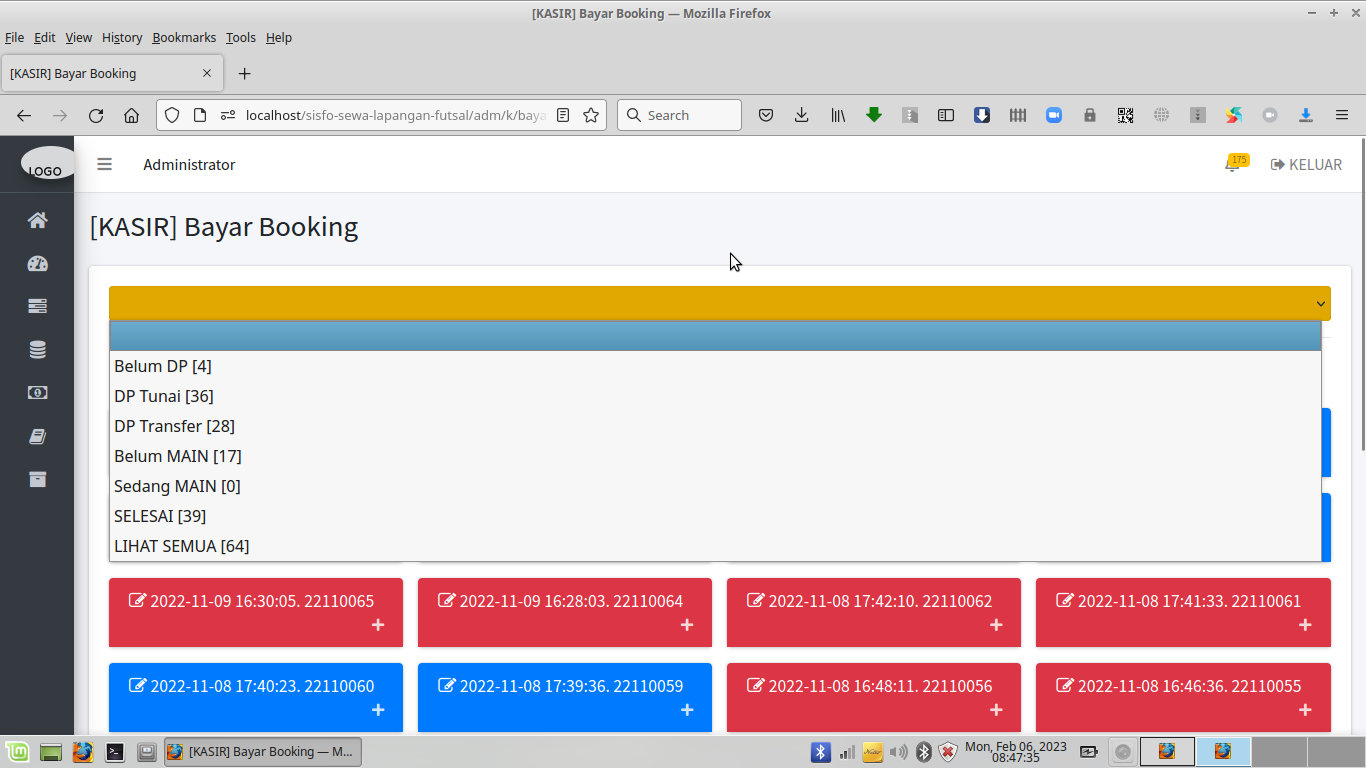 [KASIR] Bayar Booking — Mozilla Firefox
File Edit View History Bookmarks Tools Help
[KASIR] Bayar Booking
localhost/sisfo-sewa-lapangan-futsal/adm/k/baya
Search
LOGO
Administrator
175
KELUAR
[KASIR] Bayar Booking
Belum DP [4]
DP Tunai [36]
DP Transfer [28]
Belum MAIN [17]
Sedang MAIN [0]
SELESAI [39]
LIHAT SEMUA [64]
2022-11-09 16:30:05. 22110065
2022-11-09 16:28:03. 22110064
2022-11-08 17:42:10. 22110062
2022-11-08 17:41:33. 22110061
2022-11-08 17:40:23. 22110060
2022-11-08 17:39:36. 22110059
2022-11-08 16:48:11. 22110056
2022-11-08 16:46:36. 22110055
[KASIR] Bayar Booking — M...
Mon, Feb 06, 2023
08:47:35